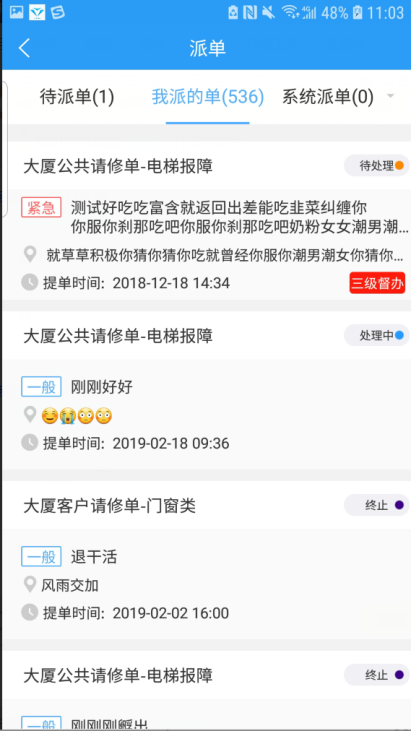 48% 11:03
派单
待派单(1) 我派的单(536) 系统派单(0)
大厦公共请修单-电梯报障 待处理
紧急 测试好吃吃富含就返回出差能吃韭菜纠缠你
你服你刹那吃吧你服你刹那吃吧奶粉女女潮男潮...
就草草积极你猜你猜你吃就曾经你服你潮男潮女你猜你...
提单时间: 2018-12-18 14:34 三级督办
大厦公共请修单-电梯报障 处理中
一般 刚刚好好
☺️😭😳😳
提单时间: 2019-02-18 09:36
大厦客户请修单-门窗类 终止
一般 退干活
风雨交加
提单时间: 2019-02-02 16:00
大厦公共请修单-电梯报障 终止
一般 刚刚刚孵出